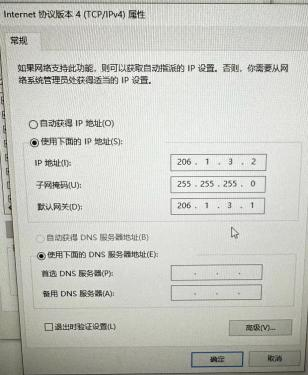 Internet 协议版本 4 (TCP/IPv4) 属性
常规
如果网络支持此功能，则可以获取自动指派的 IP 设置。否则，你需要从网
络系统管理员处获得适当的 IP 设置。
自动获得 IP 地址(O)
使用下面的 IP 地址(S):
IP 地址(I): 206 . 1 . 3 . 2
子网掩码(U): 255 . 255 . 255 . 0
默认网关(D): 206 . 1 . 3 . 1
自动获得 DNS 服务器地址(B)
使用下面的 DNS 服务器地址(E):
首选 DNS 服务器(P): . . .
备用 DNS 服务器(A): . . .
退出时验证设置(L)
高级(V)...
确定 取消